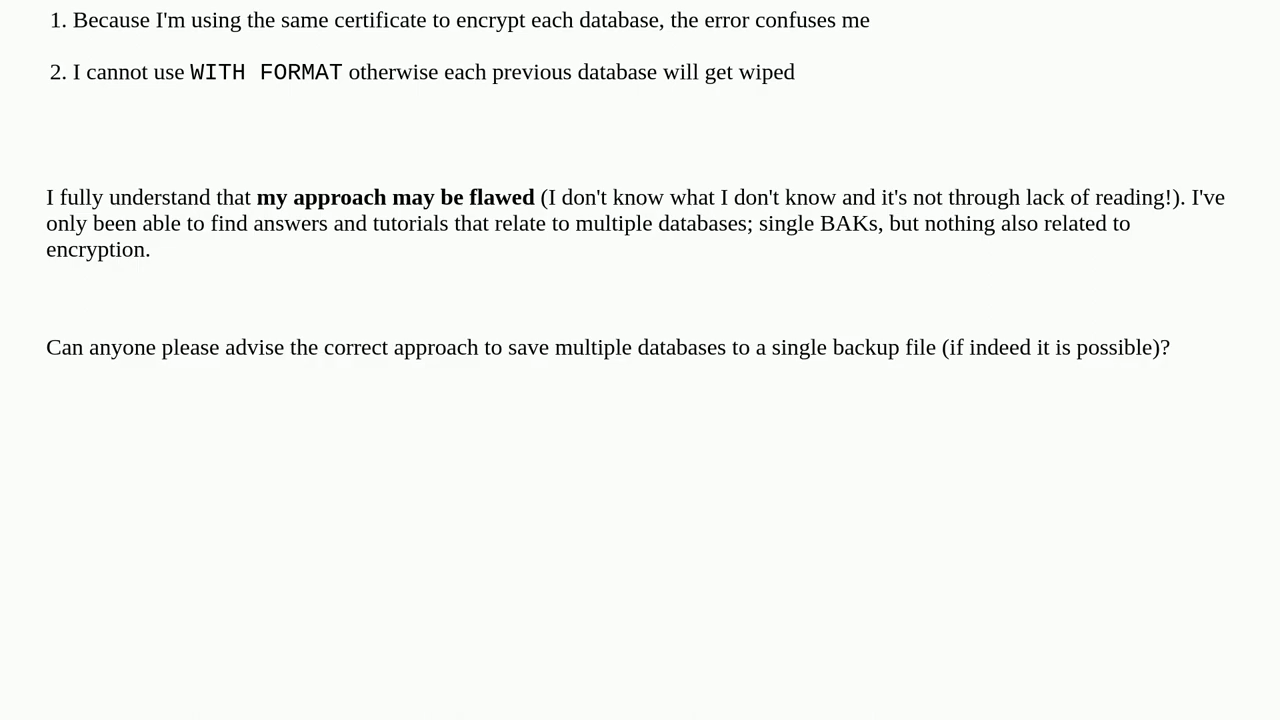 1. Because I'm using the same certificate to encrypt each database, the error confuses me
2. I cannot use WITH FORMAT otherwise each previous database will get wiped
I fully understand that my approach may be flawed (I don't know what I don't know and it's not through lack of reading!). I've
only been able to find answers and tutorials that relate to multiple databases; single BAKs, but nothing also related to
encryption.
Can anyone please advise the correct approach to save multiple databases to a single backup file (if indeed it is possible)?